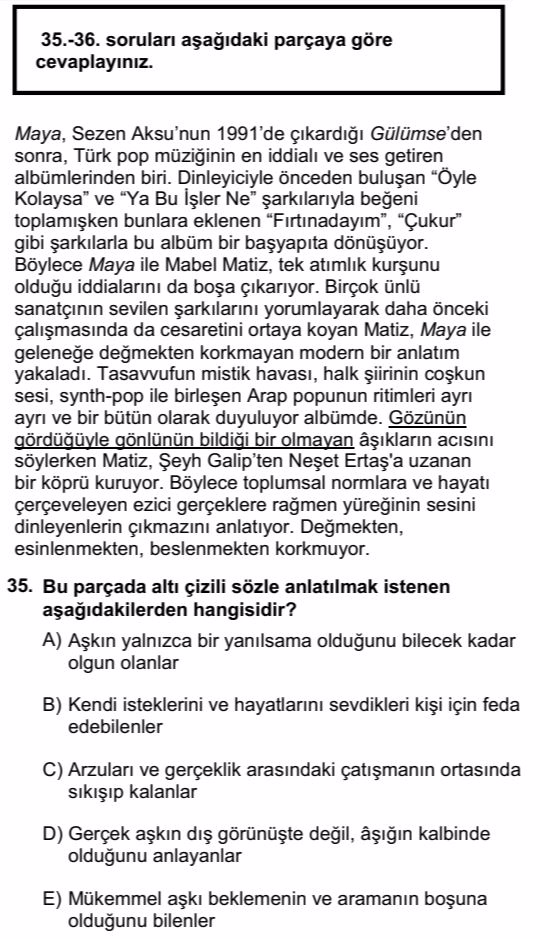 35.-36. soruları aşağıdaki parçaya göre
cevaplayınız.
Maya, Sezen Aksu'nun 1991'de çıkardığı Gülümse'den
sonra, Türk pop müziğinin en iddialı ve ses getiren
albümlerinden biri. Dinleyiciyle önceden buluşan “Öyle
Kolaysa” ve “Ya Bu İşler Ne” şarkılarıyla beğeni
toplamışken bunlara eklenen “Fırtınadayım”, “Çukur”
gibi şarkılarla bu albüm bir başyapıta dönüşüyor.
Böylece Maya ile Mabel Matiz, tek atımlık kurşunu
olduğu iddialarını da boşa çıkarıyor. Birçok ünlü
sanatçının sevilen şarkılarını yorumlayarak daha önceki
çalışmasında da cesaretini ortaya koyan Matiz, Maya ile
geleneğe değmekten korkmayan modern bir anlatım
yakaladı. Tasavvufun mistik havası, halk şiirinin coşkun
sesi, synth-pop ile birleşen Arap popunun ritimleri ayrı
ayrı ve bir bütün olarak duyuluyor albümde. Gözünün
gördüğüyle gönlünün bildiği bir olmayan âşıkların acısını
söylerken Matiz, Şeyh Galip'ten Neşet Ertaş'a uzanan
bir köprü kuruyor. Böylece toplumsal normlara ve hayatı
çerçeveleyen ezici gerçeklere rağmen yüreğinin sesini
dinleyenlerin çıkmazını anlatıyor. Değmekten,
esinlenmekten, beslenmekten korkmuyor.
35. Bu parçada altı çizili sözle anlatılmak istenen
aşağıdakilerden hangisidir?
A) Aşkın yalnızca bir yanılsama olduğunu bilecek kadar
olgun olanlar
B) Kendi isteklerini ve hayatlarını sevdikleri kişi için feda
edebilenler
C) Arzuları ve gerçeklik arasındaki çatışmanın ortasında
sıkışıp kalanlar
D) Gerçek aşkın dış görünüşte değil, âşığın kalbinde
olduğunu anlayanlar
E) Mükemmel aşkı beklemenin ve aramanın boşuna
olduğunu bilenler